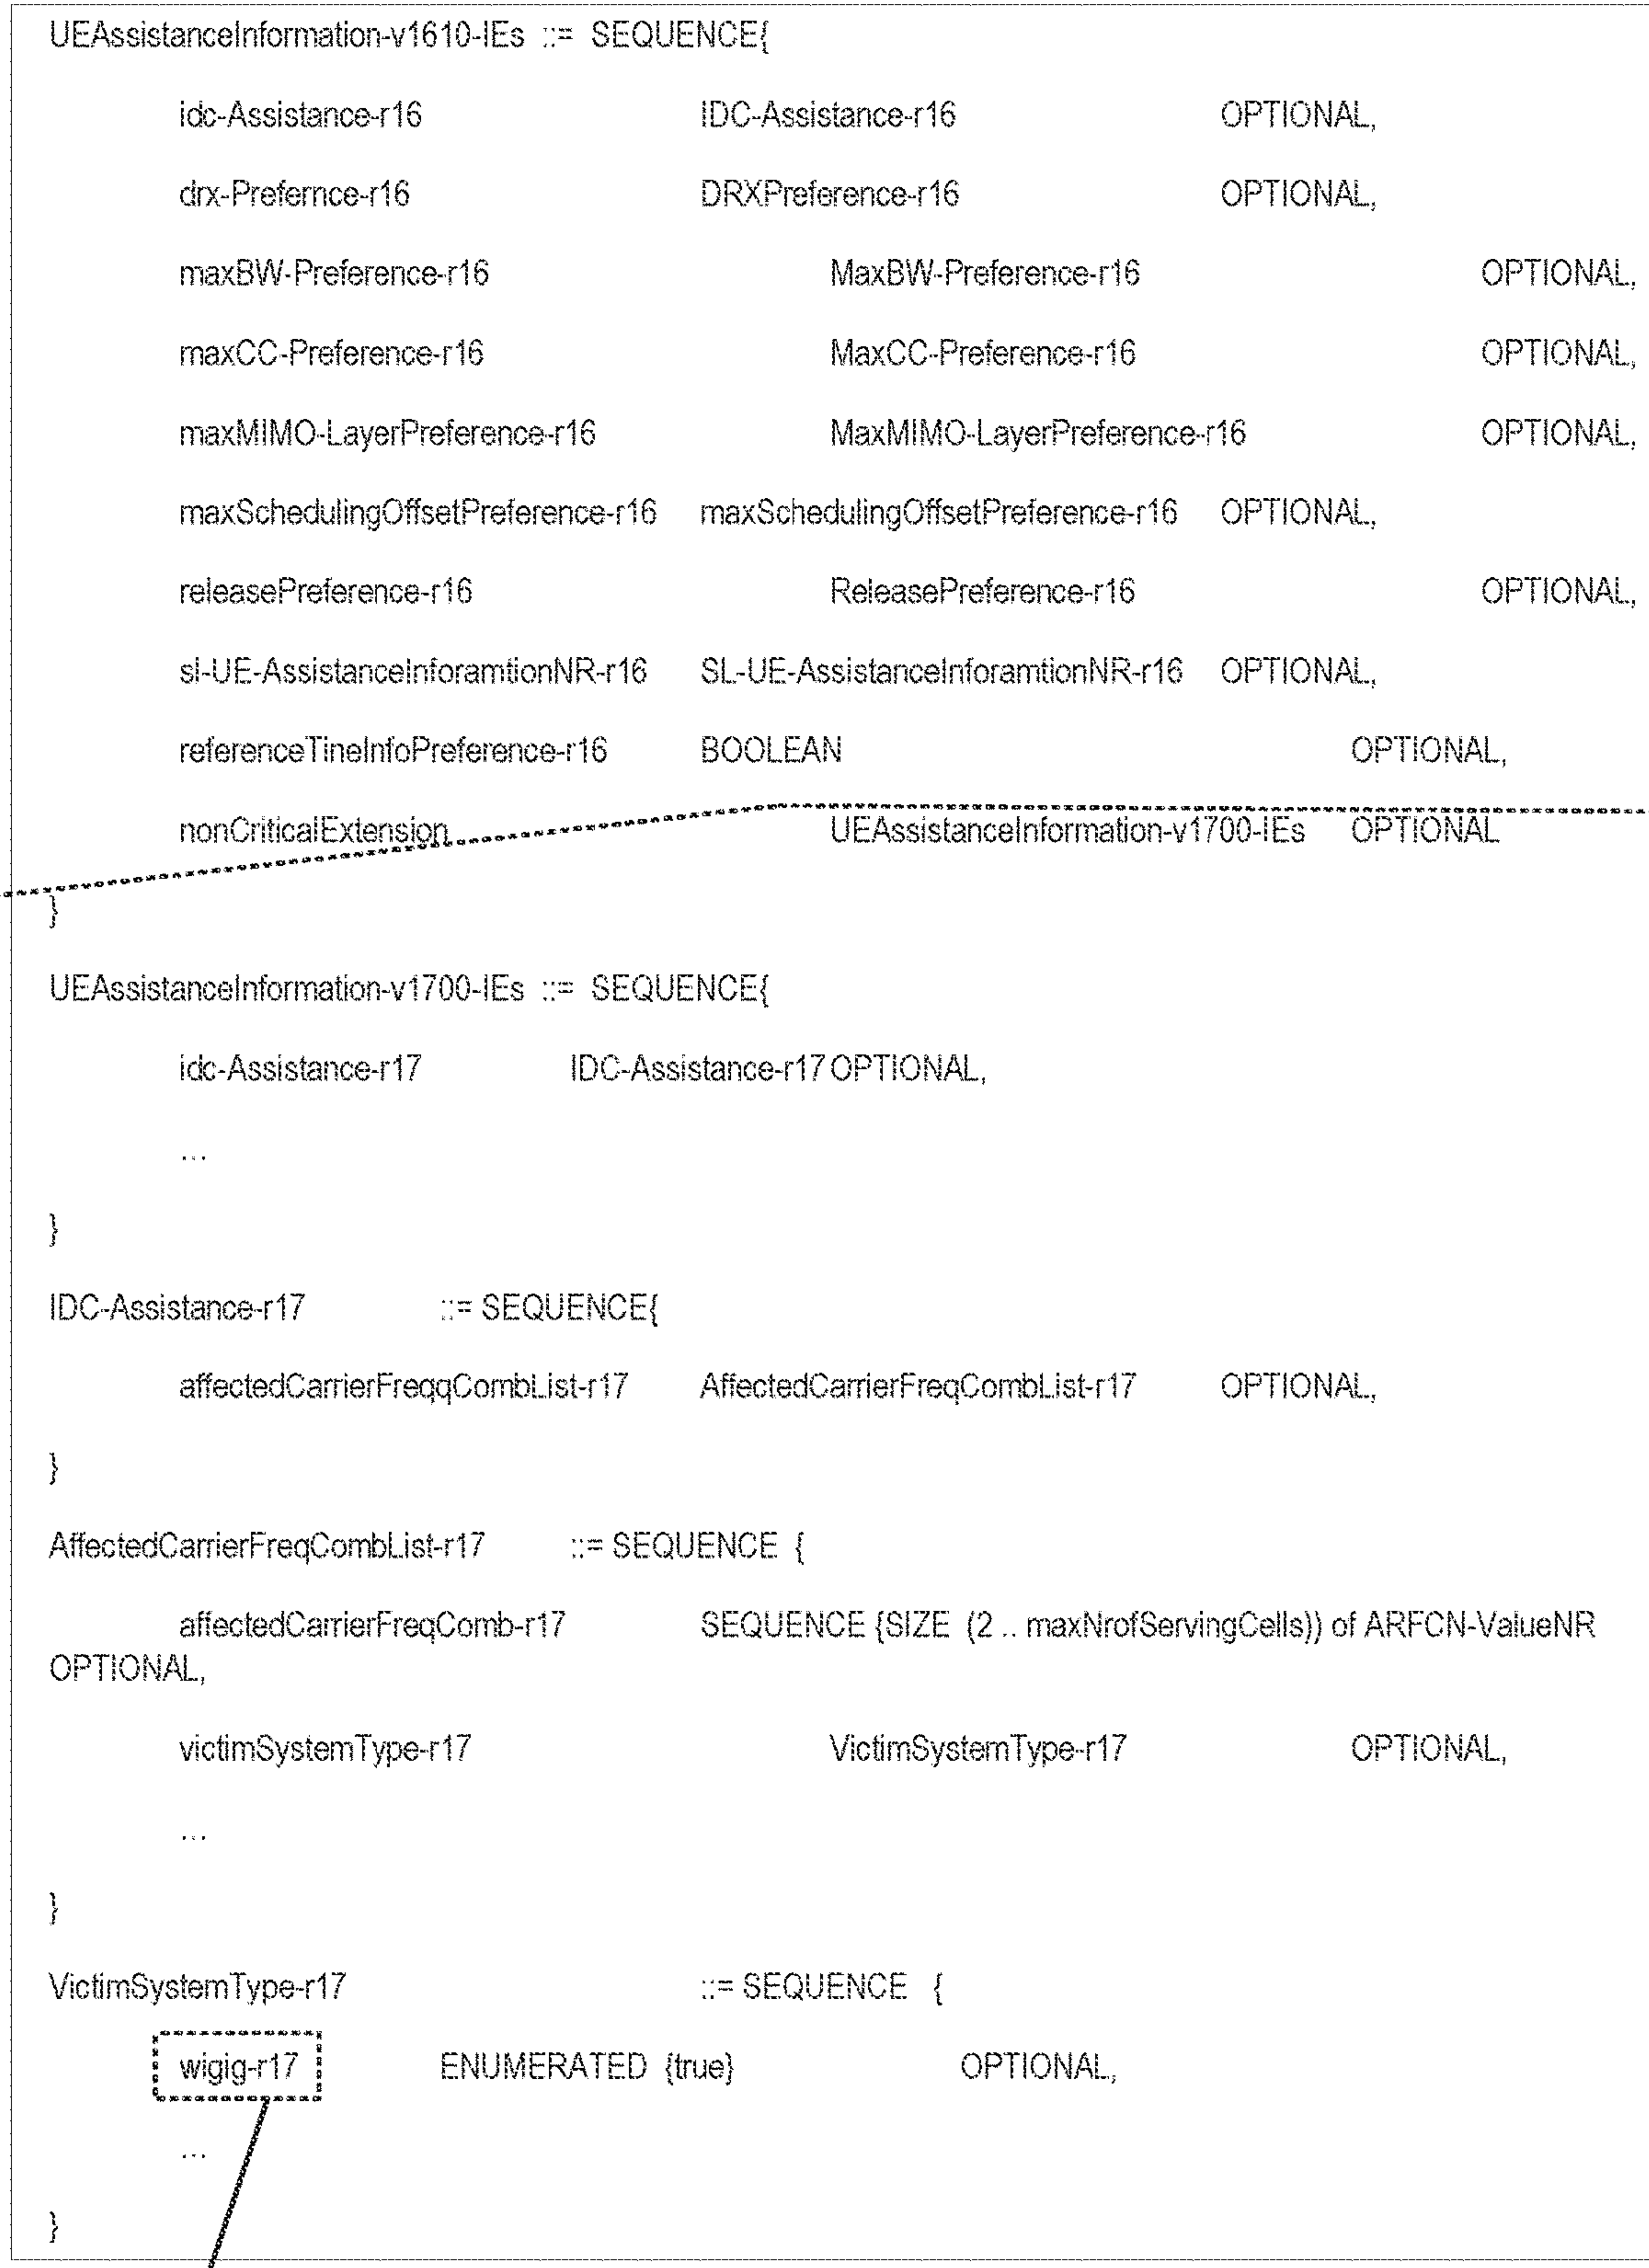 UEAssistanceInformation-v1610-IEs ::= SEQUENCE{
idc-Assistance-r16 IDC-Assistance-r16 OPTIONAL,
drx-Prefernce-r16 DRXPreference-r16 OPTIONAL,
maxBW-Preference-r16 MaxBW-Preference-r16 OPTIONAL,
maxCC-Preference-r16 MaxCC-Preference-r16 OPTIONAL,
maxMIMO-LayerPreference-r16 MaxMIMO-LayerPreference-r16 OPTIONAL,
maxSchedulingOffsetPreference-r16 maxSchedulingOffsetPreference-r16 OPTIONAL,
releasePreference-r16 ReleasePreference-r16 OPTIONAL,
sl-UE-AssistanceInforamtionNR-r16 SL-UE-AssistanceInforamtionNR-r16 OPTIONAL,
referenceTineInfoPreference-r16 BOOLEAN OPTIONAL,
nonCriticalExtension UEAssistanceInformation-v1700-IEs OPTIONAL
}
UEAssistanceInformation-v1700-IEs ::= SEQUENCE{
idc-Assistance-r17 IDC-Assistance-r17 OPTIONAL,
...
}
IDC-Assistance-r17 ::= SEQUENCE{
affectedCarrierFreqqCombList-r17 AffectedCarrierFreqCombList-r17 OPTIONAL,
}
AffectedCarrierFreqCombList-r17 ::= SEQUENCE {
affectedCarrierFreqComb-r17 SEQUENCE {SIZE (2 .. maxNrofServingCells)) of ARFCN-ValueNR
OPTIONAL,
victimSystemType-r17 VictimSystemType-r17 OPTIONAL,
...
}
VictimSystemType-r17 ::= SEQUENCE {
wigig-r17 ENUMERATED {true} OPTIONAL,
...
}